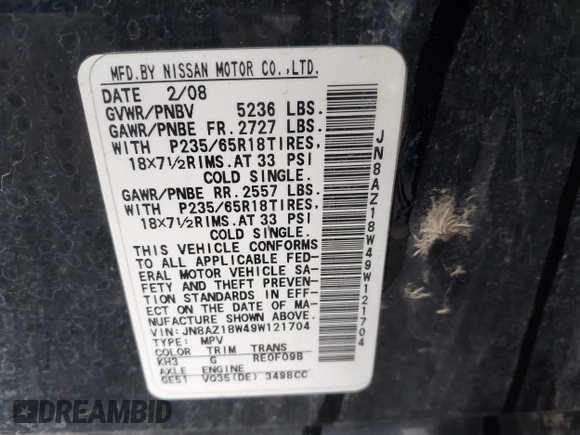 MFD.BY NISSAN MOTOR CO.,LTD.
DATE 2/08
GVWR/PNBV 5236 LBS.
GAWR/PNBE FR. 2727 LBS.
WITH P235/65R18TIRES,
18X7½RIMS.AT 33 PSI
COLD SINGLE.
GAWR/PNBE RR. 2557 LBS.
WITH P235/65R18TIRES,
18X7½RIMS.AT 33 PSI
COLD SINGLE.
THIS VEHICLE CONFORMS
TO ALL APPLICABLE FED-
ERAL MOTOR VEHICLE SA-
FETY AND THEFT PREVEN-
TION STANDARDS IN EFF-
ECT ON THE DATE OF MA-
NUFACTURE SHOWN ABOVE.
VIN:JN8AZ18W49W121704
TYPE: MPV
COLOR TRIM TRANS
KH3 G RE0F09B
AXLE ENGINE
GE51 VQ35(DE) 3498CC
JN8AZ18W49W121704
DREAMBID